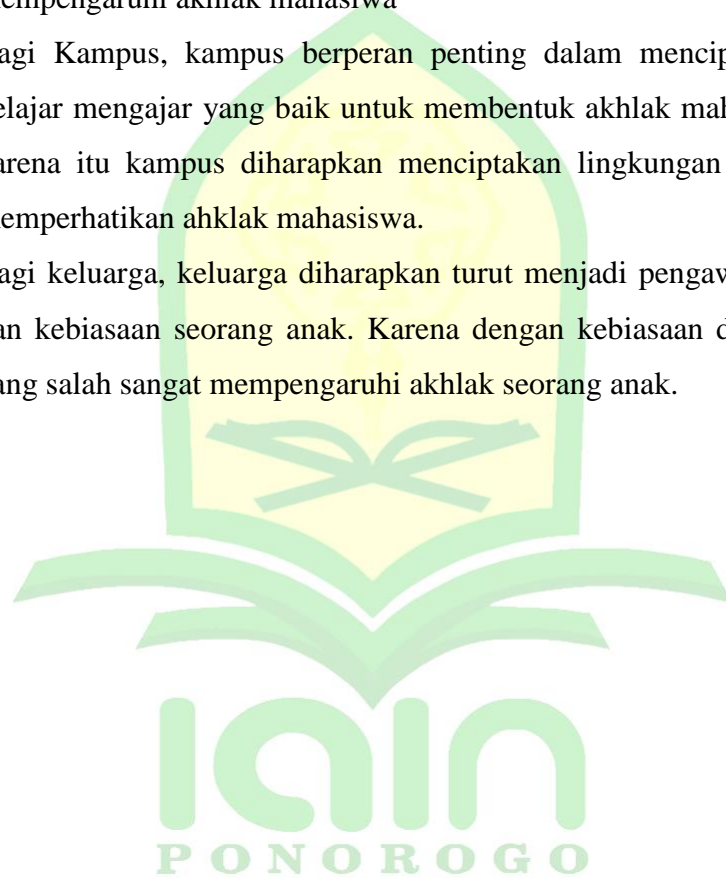 mempengaruhi akhlak mahasiwa
agi Kampus, kampus berperan penting dalam mencip
elajar mengajar yang baik untuk membentuk akhlak mah
arena itu kampus diharapkan menciptakan lingkungan
emperhatikan ahklak mahasiswa.
agi keluarga, keluarga diharapkan turut menjadi pengaw
an kebiasaan seorang anak. Karena dengan kebiasaan d
ang salah sangat mempengaruhi akhlak seorang anak.
iain
PONOROGO